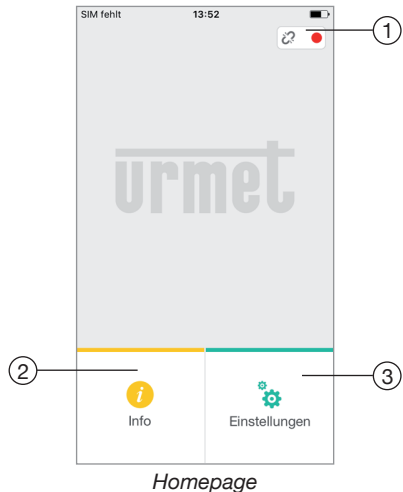 SIM fehlt 13:52
1
urmet
2
3
i
Info Einstellungen
Homepage